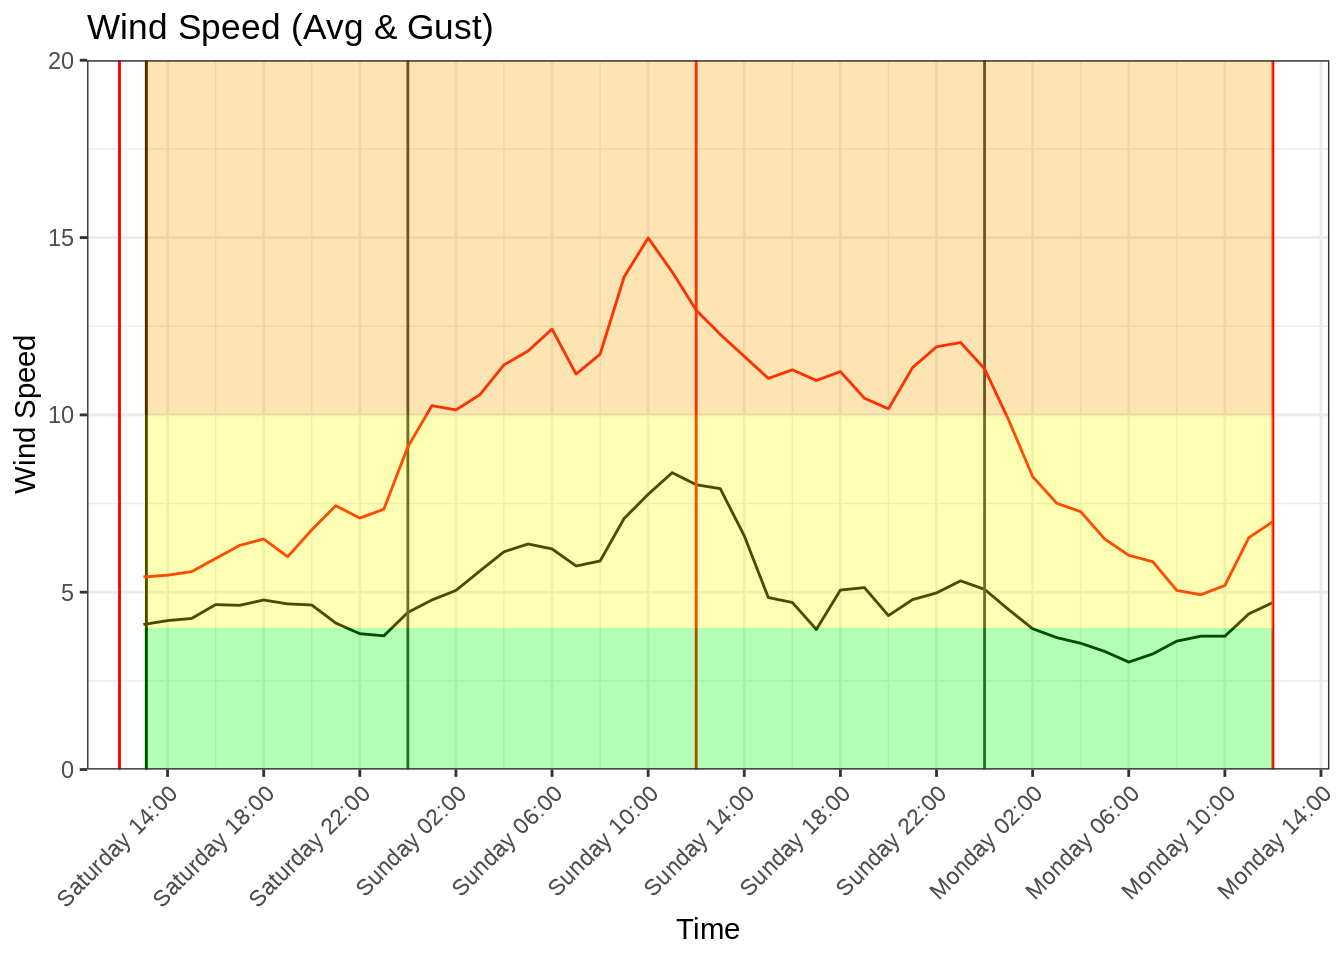 Wind Speed (Avg & Gust)
20
15
10
5
0
Wind Speed
Saturday 14:00
Saturday 18:00
Saturday 22:00
Sunday 02:00
Sunday 06:00
Sunday 10:00
Sunday 14:00
Sunday 18:00
Sunday 22:00
Monday 02:00
Monday 06:00
Monday 10:00
Monday 14:00
Time